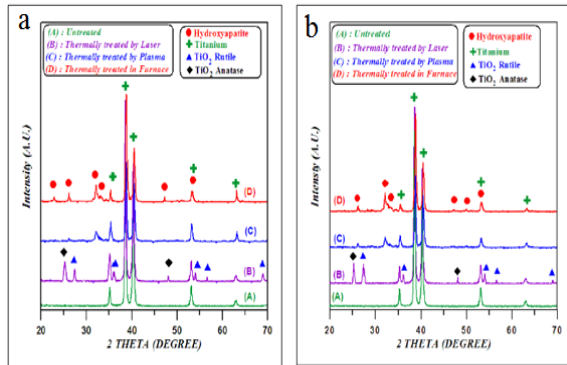 a
(A) : Untreated
(B) : Thermally treated by Laser
(C) : Thermally treated by Plasma
(D) : Thermally treated in Furnace
Hydroxyapatite
Titanium
TiO2 Rutile
TiO2 Anatase
Intensity (A.U.)
(D)
(C)
(B)
(A)
20 30 40 50 60 70
2 THETA (DEGREE)
b
(A) : Untreated
(B) : Thermally treated by Laser
(C) : Thermally treated by Plasma
(D) : Thermally treated in Furnace
Hydroxyapatite
Titanium
TiO2 Rutile
TiO2 Anatase
Intensity (A.U.)
(D)
(C)
(B)
(A)
20 30 40 50 60 70
2 THETA (DEGREE)